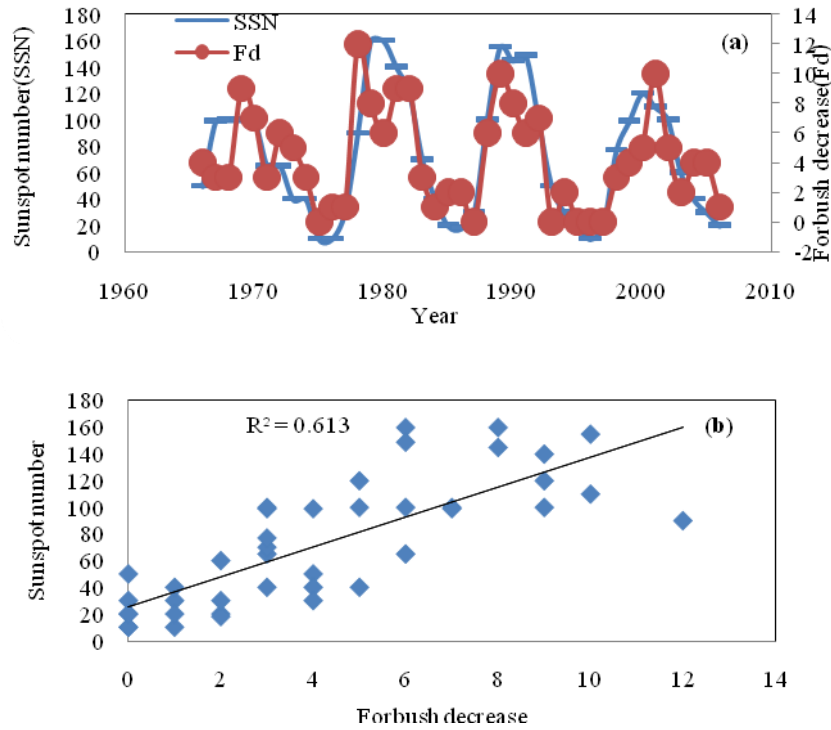 SSN
Fd
(a)
Sunspot number(SSN)
180
160
140
120
100
80
60
40
20
0
14
12
10
8
6
4
2
0
-2
Forbush decrease(Fd)
1960 1970 1980 1990 2000 2010
Year
R² = 0.613
(b)
Sunspot number
180
160
140
120
100
80
60
40
20
0
0 2 4 6 8 10 12 14
Forbush decrease